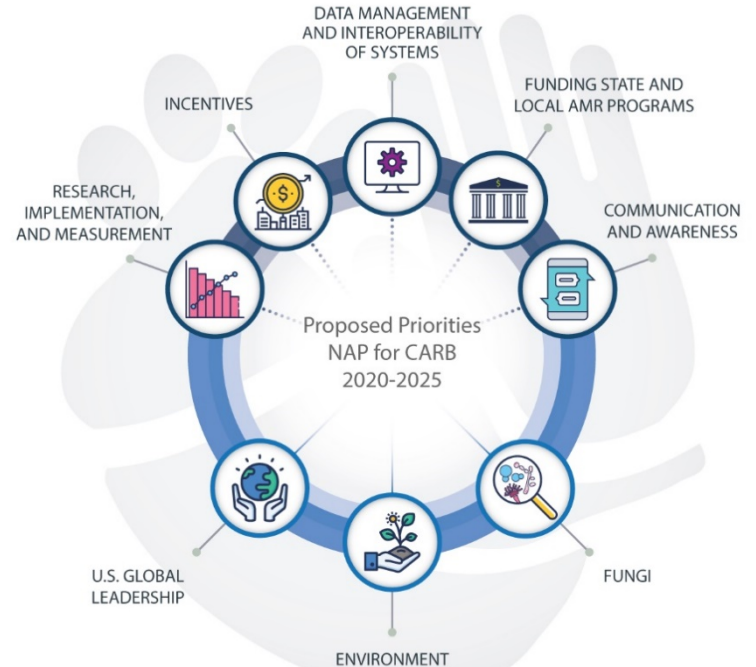 DATA MANAGEMENT
AND INTEROPERABILITY
OF SYSTEMS
INCENTIVES
FUNDING STATE AND
LOCAL AMR PROGRAMS
RESEARCH,
IMPLEMENTATION,
AND MEASUREMENT
COMMUNICATION
AND AWARENESS
Proposed Priorities
NAP for CARB
2020-2025
U.S. GLOBAL
LEADERSHIP
ENVIRONMENT
FUNGI